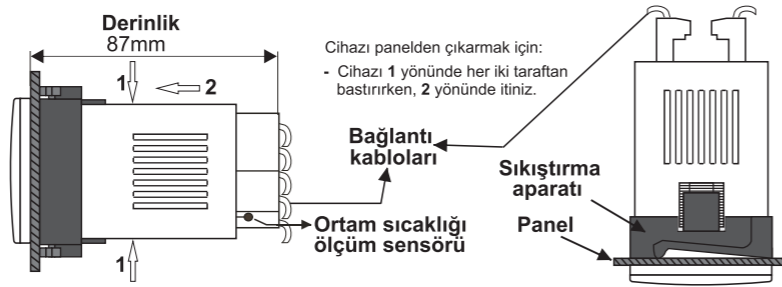 Derinlik
87mm
1
2
1
Cihazı panelden çıkarmak için:
- Cihazı 1 yönünde her iki taraftan
bastırırken, 2 yönünde itiniz.
Bağlantı
kabloları
Ortam sıcaklığı
ölçüm sensörü
Sıkıştırma
aparatı
Panel